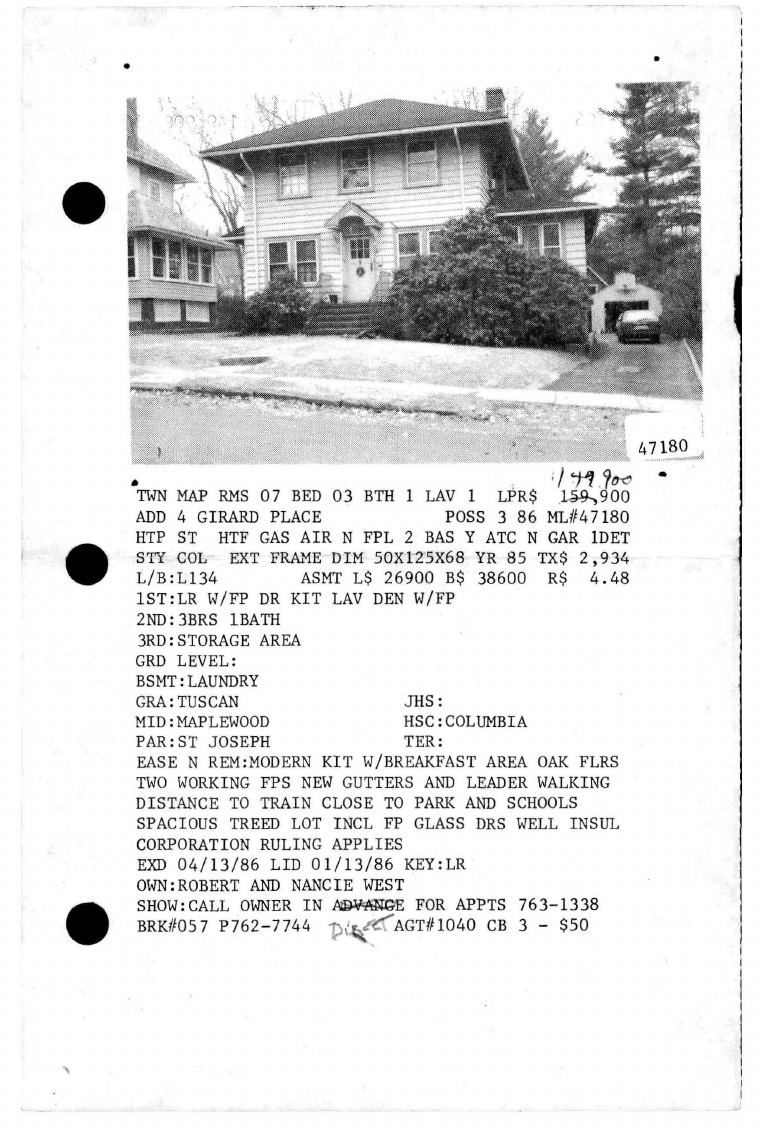 47180
149,900
TWN MAP RMS 07 BED 03 BTH 1 LAV 1 LPR$ 159,900
ADD 4 GIRARD PLACE POSS 3 86 ML#47180
HTP ST HTF GAS AIR N FPL 2 BAS Y ATC N GAR 1DET
STY COL EXT FRAME DIM 50X125X68 YR 85 TX$ 2,934
L/B:L134 ASMT L$ 26900 B$ 38600 R$ 4.48
1ST:LR W/FP DR KIT LAV DEN W/FP
2ND:3BRS 1BATH
3RD:STORAGE AREA
GRD LEVEL:
BSMT:LAUNDRY
GRA:TUSCAN JHS:
MID:MAPLEWOOD HSC:COLUMBIA
PAR:ST JOSEPH TER:
EASE N REM:MODERN KIT W/BREAKFAST AREA OAK FLRS
TWO WORKING FPS NEW GUTTERS AND LEADER WALKING
DISTANCE TO TRAIN CLOSE TO PARK AND SCHOOLS
SPACIOUS TREED LOT INCL FP GLASS DRS WELL INSUL
CORPORATION RULING APPLIES
EXD 04/13/86 LID 01/13/86 KEY:LR
OWN:ROBERT AND NANCIE WEST
SHOW:CALL OWNER IN ADVANCE FOR APPTS 763-1338
BRK#057 P762-7744 DIRECT AGT#1040 CB 3 - $50